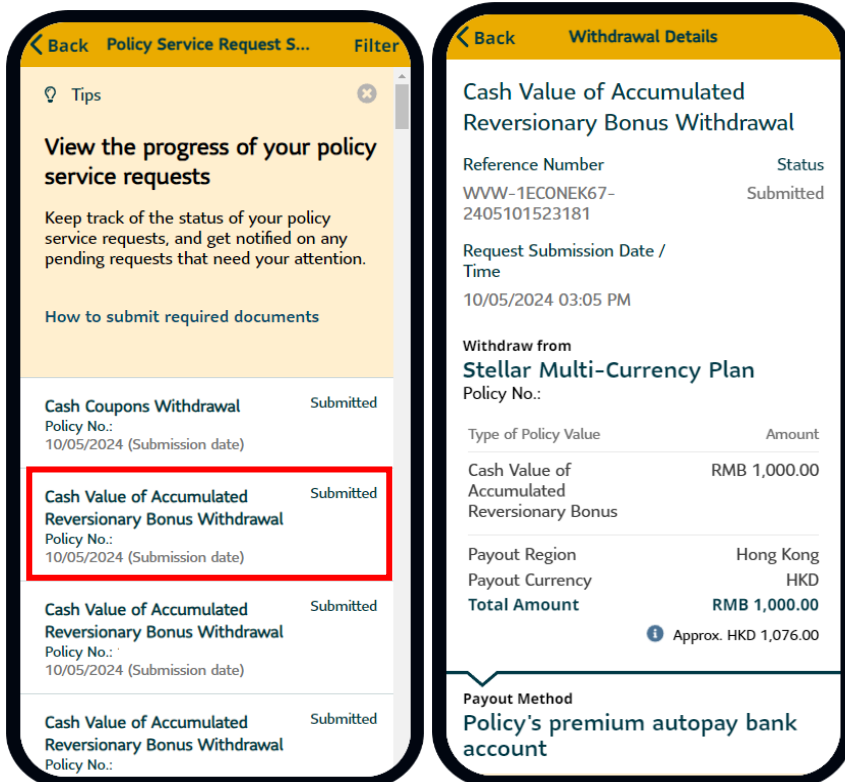 Back Policy Service Request S... Filter
Tips
View the progress of your policy
service requests
Keep track of the status of your policy
service requests, and get notified on any
pending requests that need your attention.
How to submit required documents
Cash Coupons Withdrawal Submitted
Policy No.:
10/05/2024 (Submission date)
Cash Value of Accumulated Submitted
Reversionary Bonus Withdrawal
Policy No.:
10/05/2024 (Submission date)
Cash Value of Accumulated Submitted
Reversionary Bonus Withdrawal
Policy No.:
10/05/2024 (Submission date)
Cash Value of Accumulated Submitted
Reversionary Bonus Withdrawal
Policy No.:
Back Withdrawal Details
Cash Value of Accumulated
Reversionary Bonus Withdrawal
Reference Number Status
WVW-1EC0NEK67- Submitted
2405101523181
Request Submission Date /
Time
10/05/2024 03:05 PM
Withdraw from
Stellar Multi-Currency Plan
Policy No.:
Type of Policy Value Amount
Cash Value of RMB 1,000.00
Accumulated
Reversionary Bonus
Payout Region Hong Kong
Payout Currency HKD
Total Amount RMB 1,000.00
Approx. HKD 1,076.00
Payout Method
Policy's premium autopay bank
account